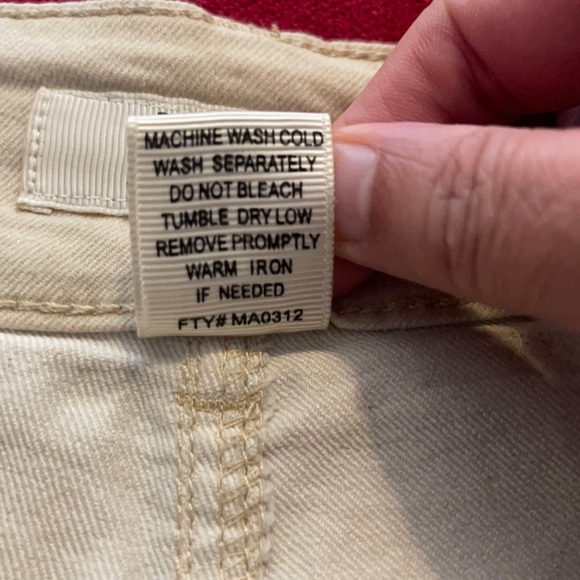 MACHINE WASH COLD
WASH SEPARATELY
DO NOT BLEACH
TUMBLE DRY LOW
REMOVE PROMPTLY
WARM IRON
IF NEEDED
FTY# MA0312